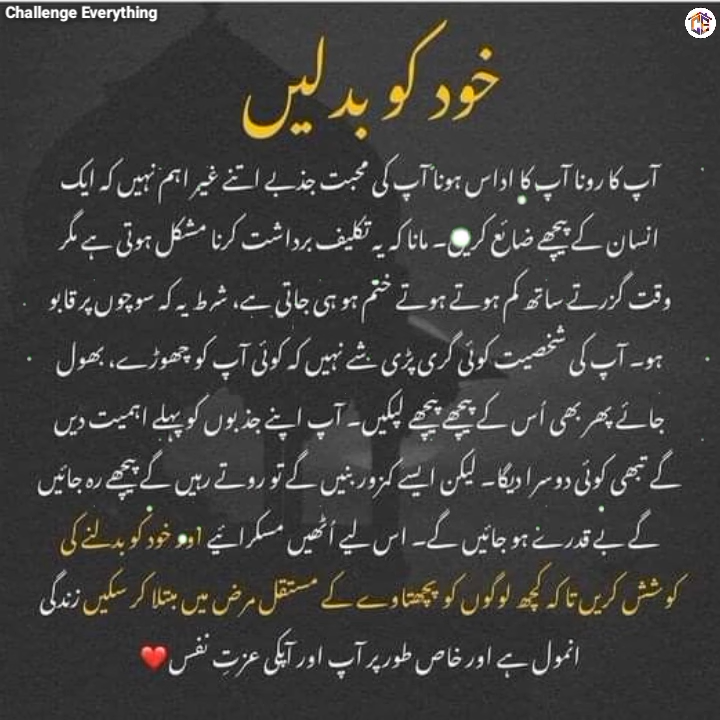 Challenge Everything
خود کو بدلیں
آپ کا رونا آپ کا اداس ہونا آپ کی محبت جذبے اتنے غیر اہم نہیں کہ ایک
انسان کے پیچھے ضائع کریں۔ مانا کہ یہ تکلیف برداشت کرنا مشکل ہوتی ہے مگر
وقت گزرتے ساتھ کم ہوتے ہوتے ختم ہو ہی جاتی ہے، شرط یہ کہ سوچوں پر قابو
ہو۔ آپ کی شخصیت کوئی گری پڑی شے نہیں کہ کوئی آپ کو چھوڑے، بھول
جائے پھر بھی اُس کے پیچھے پیچھے لپکیں۔ آپ اپنے جذبوں کو پہلے اہمیت دیں
گے تبھی کوئی دوسرا دیگا۔ لیکن ایسے کمزور بنیں گے تو روتے رہیں گے پیچھے رہ جائیں
گے بے قدرے ہو جائیں گے۔ اس لیے اُٹھیں مسکرائیے اور خود کو بدلنے کی
کوشش کریں تاکہ کچھ لوگوں کو پچھتاوے کے مستقل مرض میں مبتلا کر سکیں زندگی
انمول ہے اور خاص طور پر آپ اور آپکی عزتِ نفس ❤️